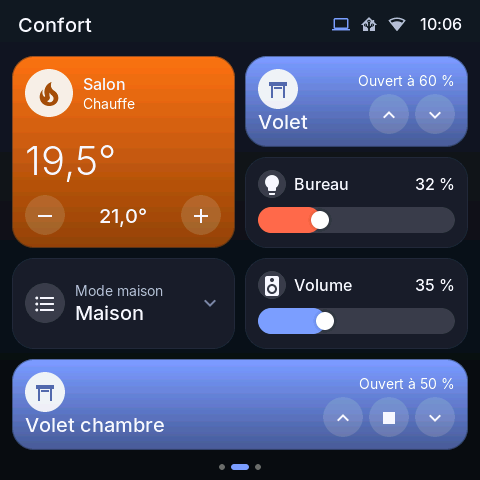 Confort
10:06
Salon
Chauffe
19,5°
21,0°
Ouvert à 60 %
Volet
Bureau
32 %
Mode maison
Maison
Volume
35 %
Ouvert à 50 %
Volet chambre